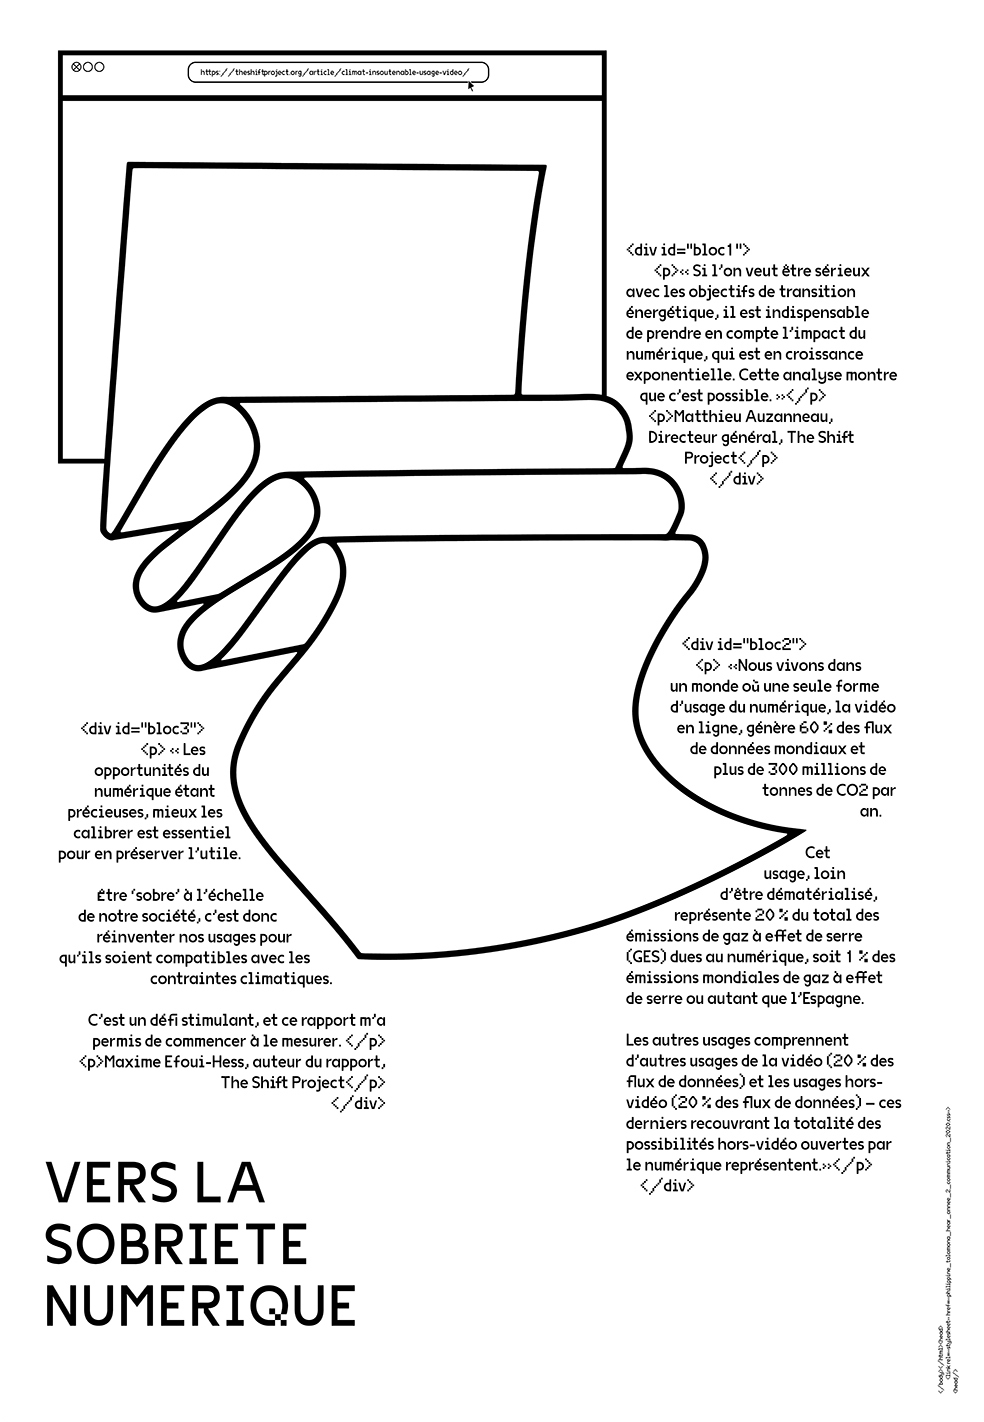 https://theshiftproject.org/article/climat-insoutenable-usage-video/
<div id="bloc1">
<p>« Si l'on veut être sérieux
avec les objectifs de transition
énergétique, il est indispensable
de prendre en compte l'impact du
numérique, qui est en croissance
exponentielle. Cette analyse montre
que c'est possible. »</p>
<p>Matthieu Auzanneau,
Directeur général, The Shift
Project</p>
</div>
<div id="bloc2">
<p> «Nous vivons dans
un monde où une seule forme
d'usage du numérique, la vidéo
en ligne, génère 60 % des flux
de données mondiaux et
plus de 300 millions de
tonnes de CO2 par
an.
Cet
usage, loin
d'être dématérialisé,
représente 20 % du total des
émissions de gaz à effet de serre
(GES) dues au numérique, soit 1 % des
émissions mondiales de gaz à effet
de serre ou autant que l'Espagne.
Les autres usages comprennent
d'autres usages de la vidéo (20 % des
flux de données) et les usages hors-
vidéo (20 % des flux de données) – ces
derniers recouvrant la totalité des
possibilités hors-vidéo ouvertes par
le numérique représentent.»</p>
</div>
<div id="bloc3">
<p> « Les
opportunités du
numérique étant
précieuses, mieux les
calibrer est essentiel
pour en préserver l'utile.
Être 'sobre' à l'échelle
de notre société, c'est donc
réinventer nos usages pour
qu'ils soient compatibles avec les
contraintes climatiques.
C'est un défi stimulant, et ce rapport m'a
permis de commencer à le mesurer. </p>
<p>Maxime Efoui-Hess, auteur du rapport,
The Shift Project</p>
</div>
VERS LA
SOBRIETE
NUMERIQUE
</body></html><head>
<link rel=stylesheet-href=philippine_talamona_hear_annee_2_communication_2020.css>
<head/>